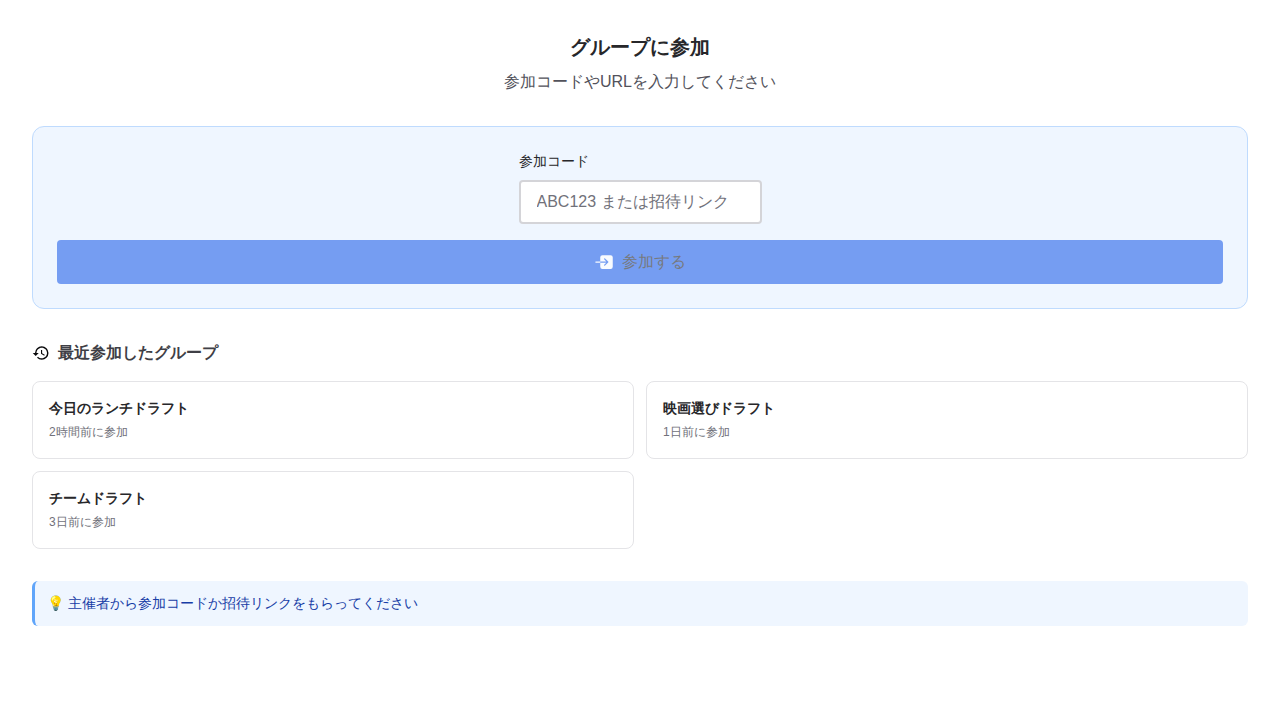 グループに参加
参加コードやURLを入力してください
参加コード
ABC123 または招待リンク
参加する
最近参加したグループ
今日のランチドラフト
2時間前に参加
映画選びドラフト
1日前に参加
チームドラフト
3日前に参加
💡 主催者から参加コードか招待リンクをもらってください